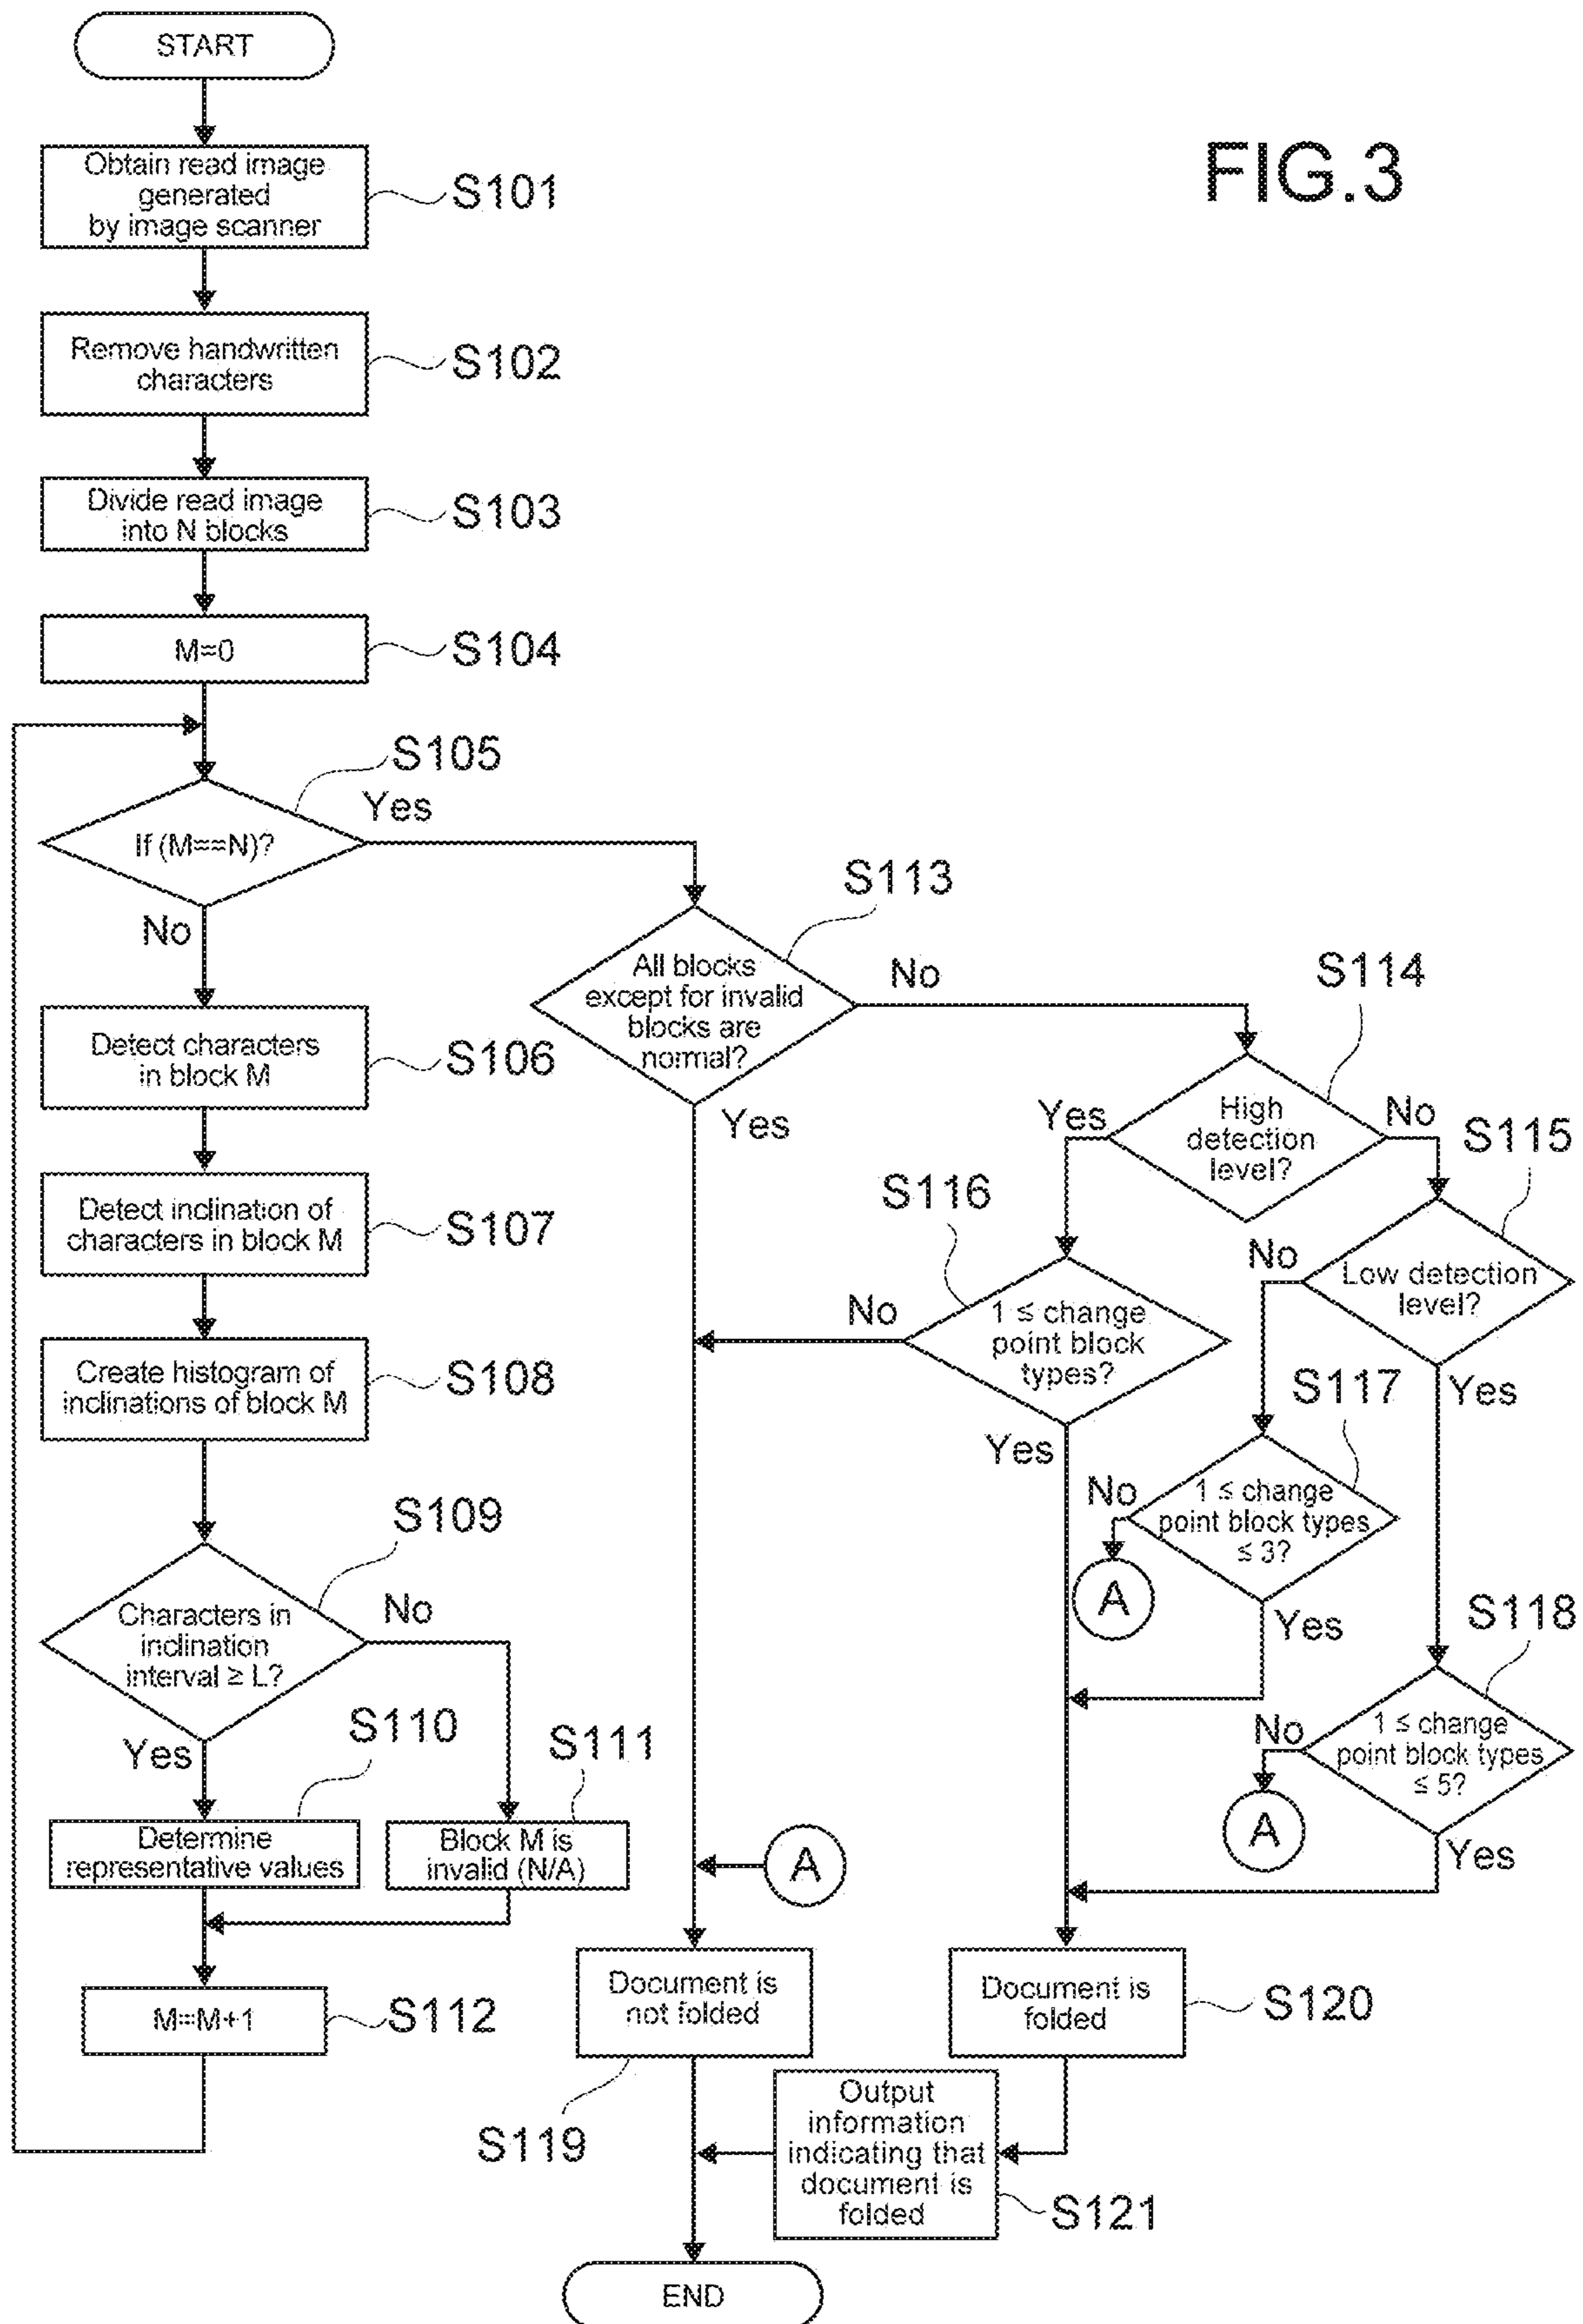 START
FIG.3
Obtain read image
generated
by image scanner
S101
Remove handwritten
characters
S102
Divide read image
into N blocks
S103
M=0
S104
S105
If (M==N)?
Yes
No
Detect characters
in block M
S106
Detect inclination of
characters in block M
S107
Create histogram of
inclinations of block M
S108
S109
Characters in
inclination
interval ≥ L?
No
Yes
S110
Determine
representative values
S111
Block M is
invalid (N/A)
M=M+1
S112
S113
All blocks
except for invalid
blocks are
normal?
No
Yes
S114
High
detection
level?
Yes
No
S115
Low detection
level?
No
Yes
S116
1 ≤ change
point block
types?
No
Yes
S117
1 ≤ change
point block types
≤ 3?
No
A
Yes
S118
1 ≤ change
point block types
≤ 5?
No
A
Yes
A
Document is
not folded
S119
Document is
folded
S120
Output
information
indicating that
document is
folded
S121
END